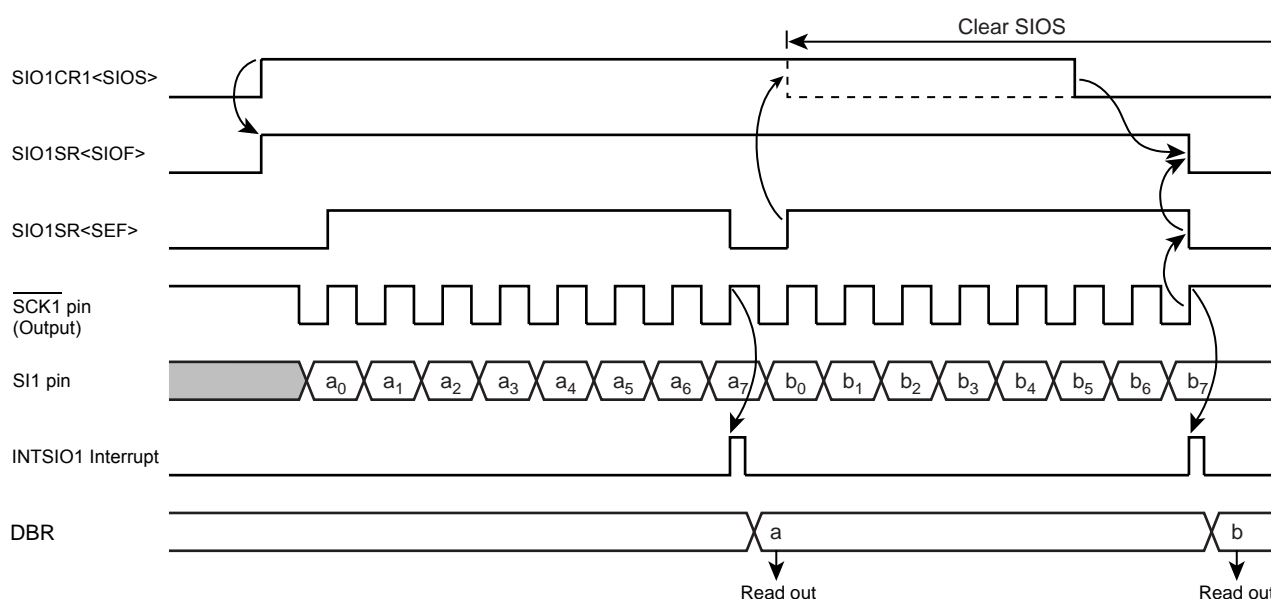 Clear SIOS
SIO1CR1<SIOS>
SIO1SR<SIOF>
SIO1SR<SEF>
SCK1 pin
(Output)
SI1 pin
a0 a1 a2 a3 a4 a5 a6 a7 b0 b1 b2 b3 b4 b5 b6 b7
INTSIO1 Interrupt
DBR
a b
Read out Read out